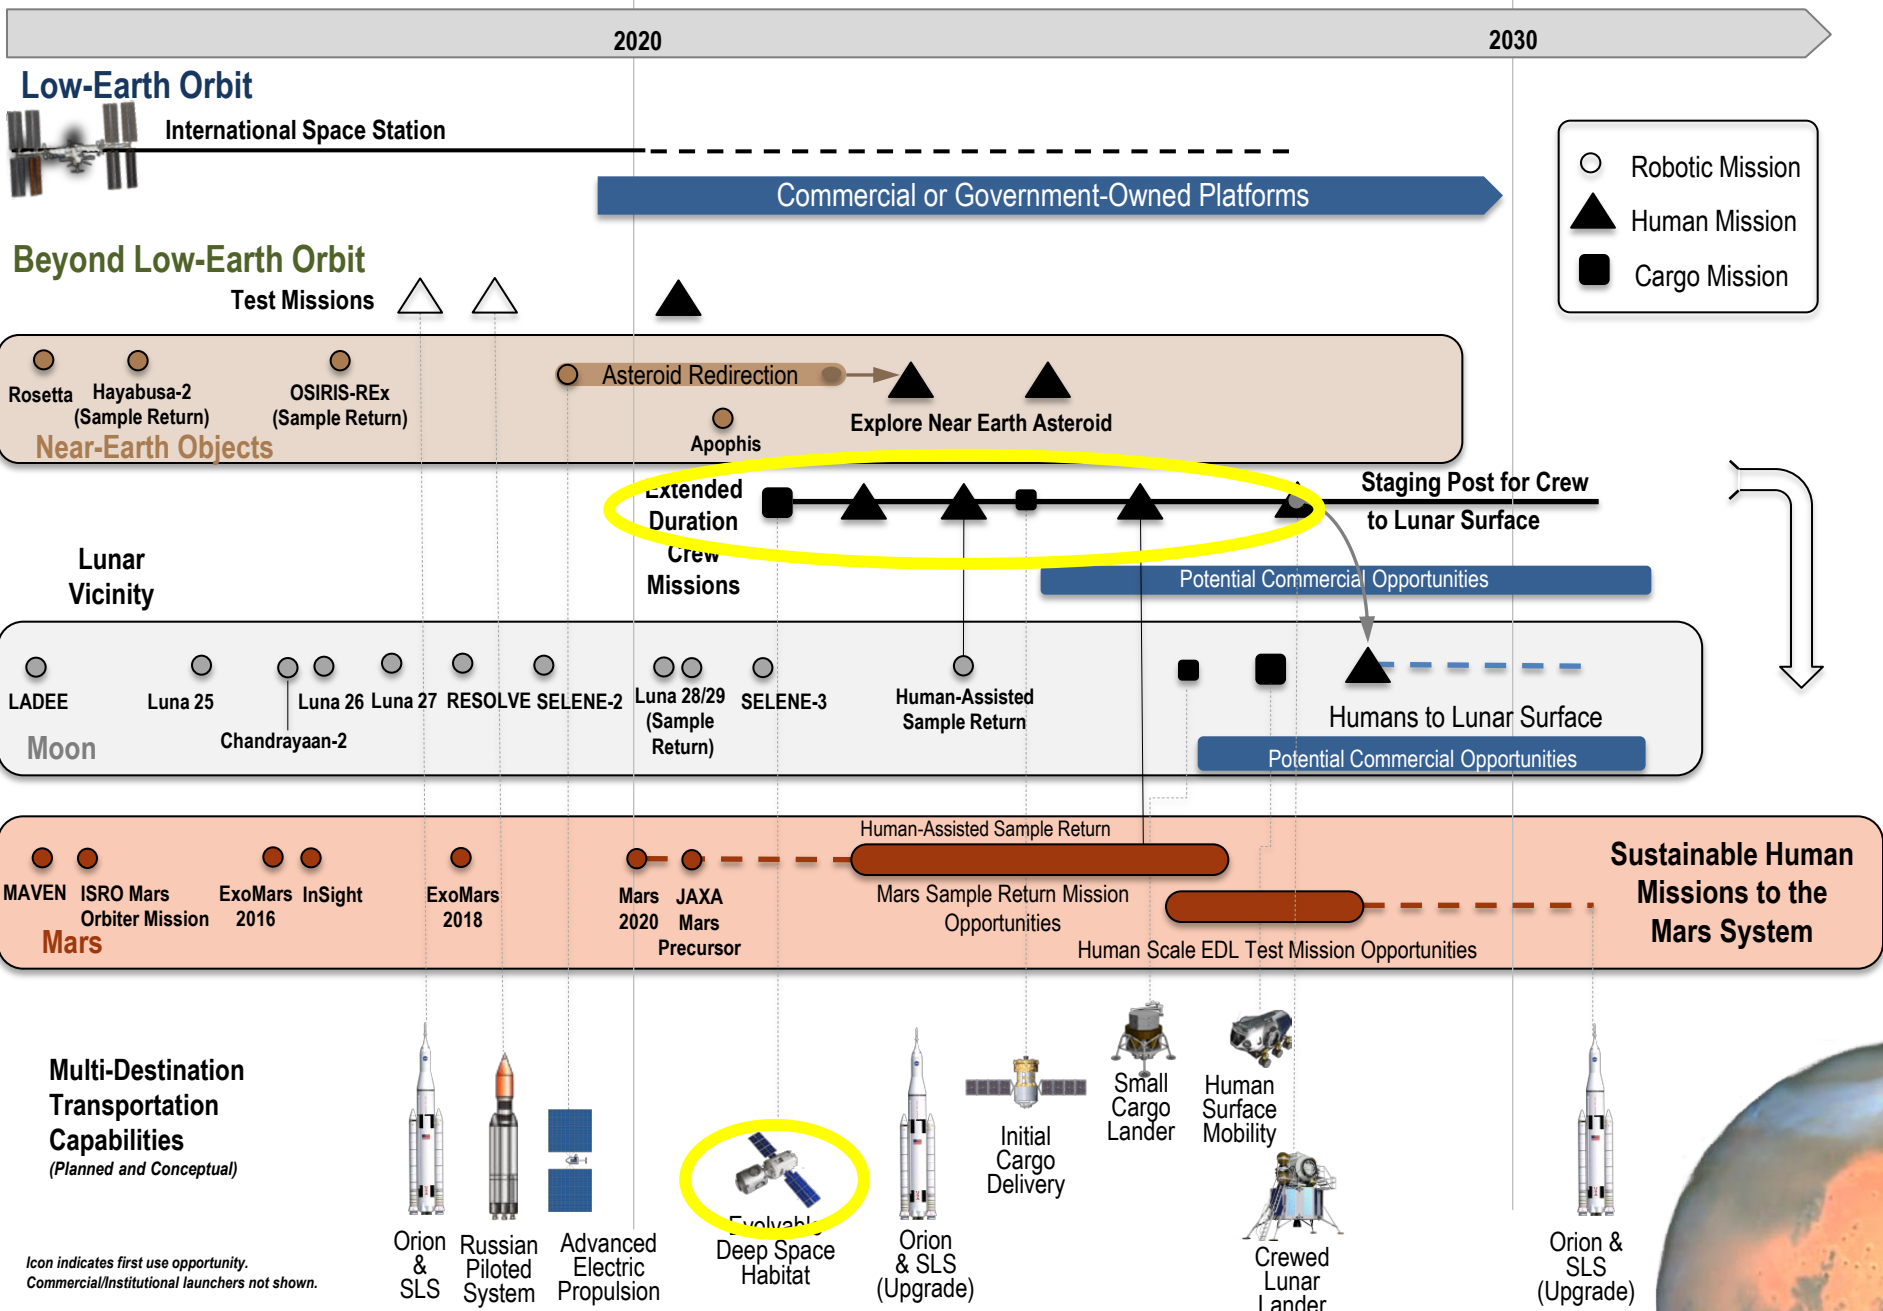 2020
2030
Low-Earth Orbit
International Space Station
Commercial or Government-Owned Platforms
Robotic Mission
Human Mission
Cargo Mission
Beyond Low-Earth Orbit
Test Missions
Rosetta
Hayabusa-2
(Sample Return)
OSIRIS-REx
(Sample Return)
Asteroid Redirection
Apophis
Explore Near Earth Asteroid
Near-Earth Objects
Extended
Duration
Crew
Missions
Staging Post for Crew
to Lunar Surface
Lunar
Vicinity
Potential Commercial Opportunities
LADEE
Luna 25
Chandrayaan-2
Luna 26
Luna 27
RESOLVE
SELENE-2
Luna 28/29
(Sample
Return)
SELENE-3
Human-Assisted
Sample Return
Humans to Lunar Surface
Potential Commercial Opportunities
Moon
Human-Assisted Sample Return
MAVEN
ISRO Mars
Orbiter Mission
ExoMars
2016
InSight
ExoMars
2018
Mars
2020
JAXA
Mars
Precursor
Mars Sample Return Mission
Opportunities
Human Scale EDL Test Mission Opportunities
Sustainable Human
Missions to the
Mars System
Mars
Multi-Destination
Transportation
Capabilities
(Planned and Conceptual)
Icon indicates first use opportunity.
Commercial/Institutional launchers not shown.
Orion
&
SLS
Russian
Piloted
System
Advanced
Electric
Propulsion
Evolvable
Deep Space
Habitat
Orion
& SLS
(Upgrade)
Initial
Cargo
Delivery
Small
Cargo
Lander
Human
Surface
Mobility
Crewed
Lunar
Lander
Orion &
SLS
(Upgrade)